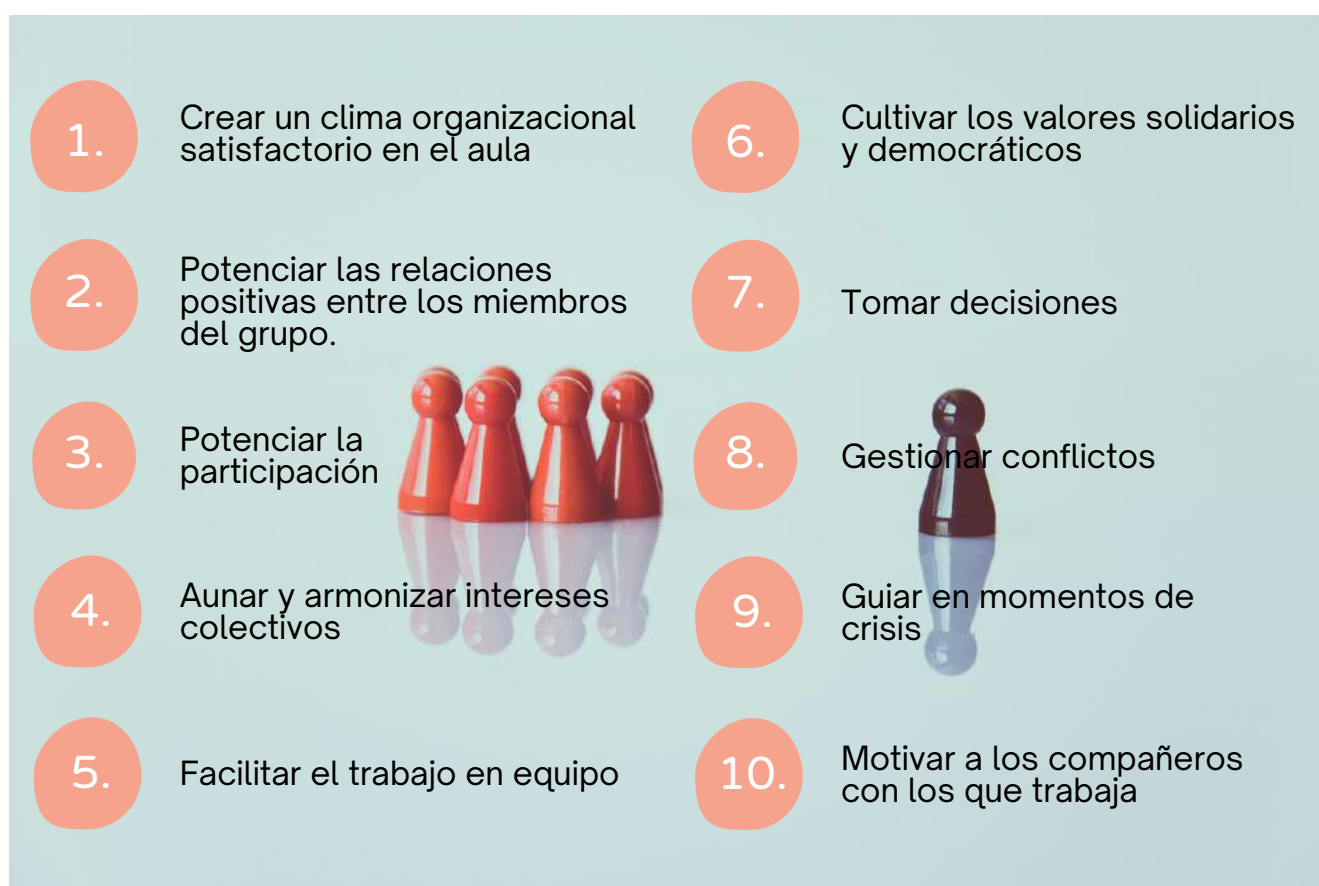 1.
Crear un clima organizacional
satisfactorio en el aula
2.
Potenciar las relaciones
positivas entre los miembros
del grupo.
3.
Potenciar la
participación
4.
Aunar y armonizar intereses
colectivos
5.
Facilitar el trabajo en equipo
6.
Cultivar los valores solidarios
y democráticos
7.
Tomar decisiones
8.
Gestionar conflictos
9.
Guiar en momentos de
crisis
10.
Motivar a los compañeros
con los que trabaja